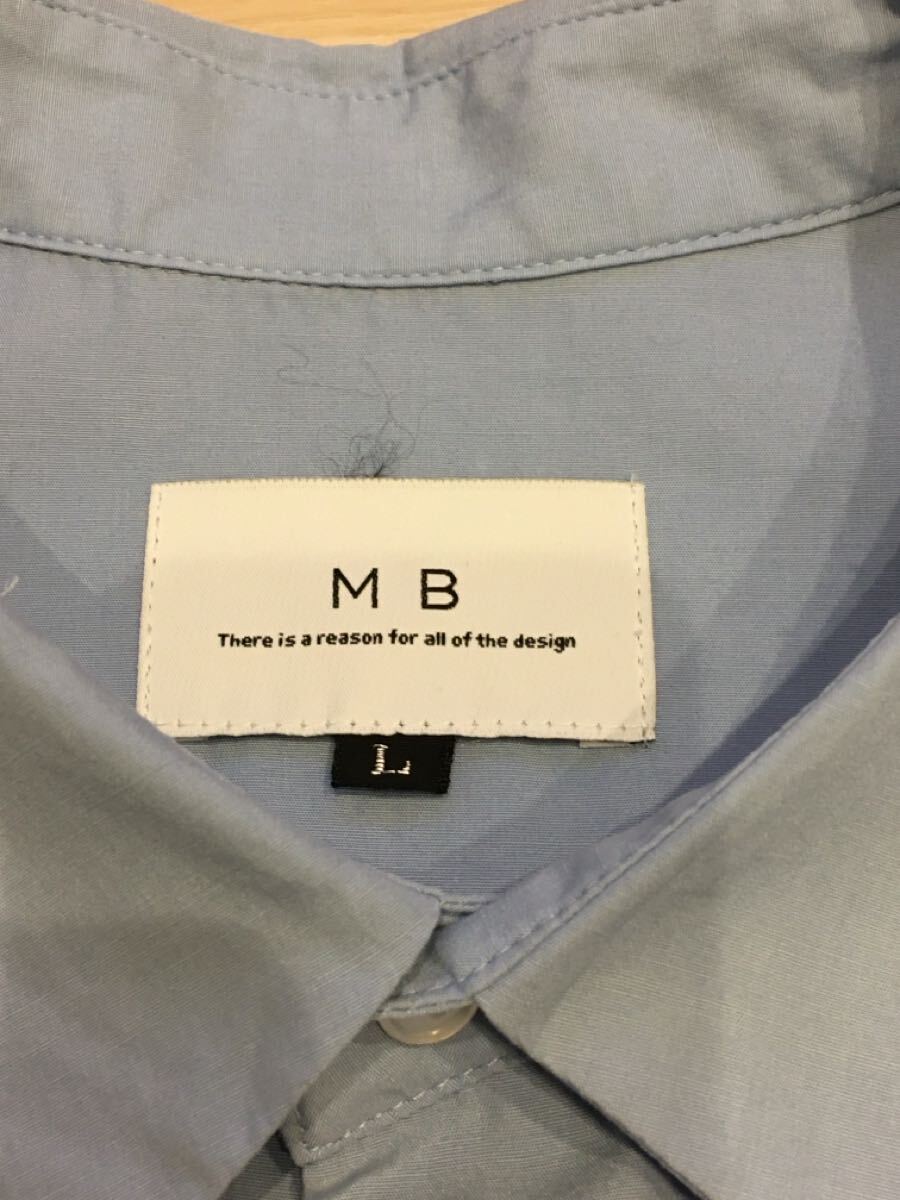 M B
There is a reason for all of the design
L